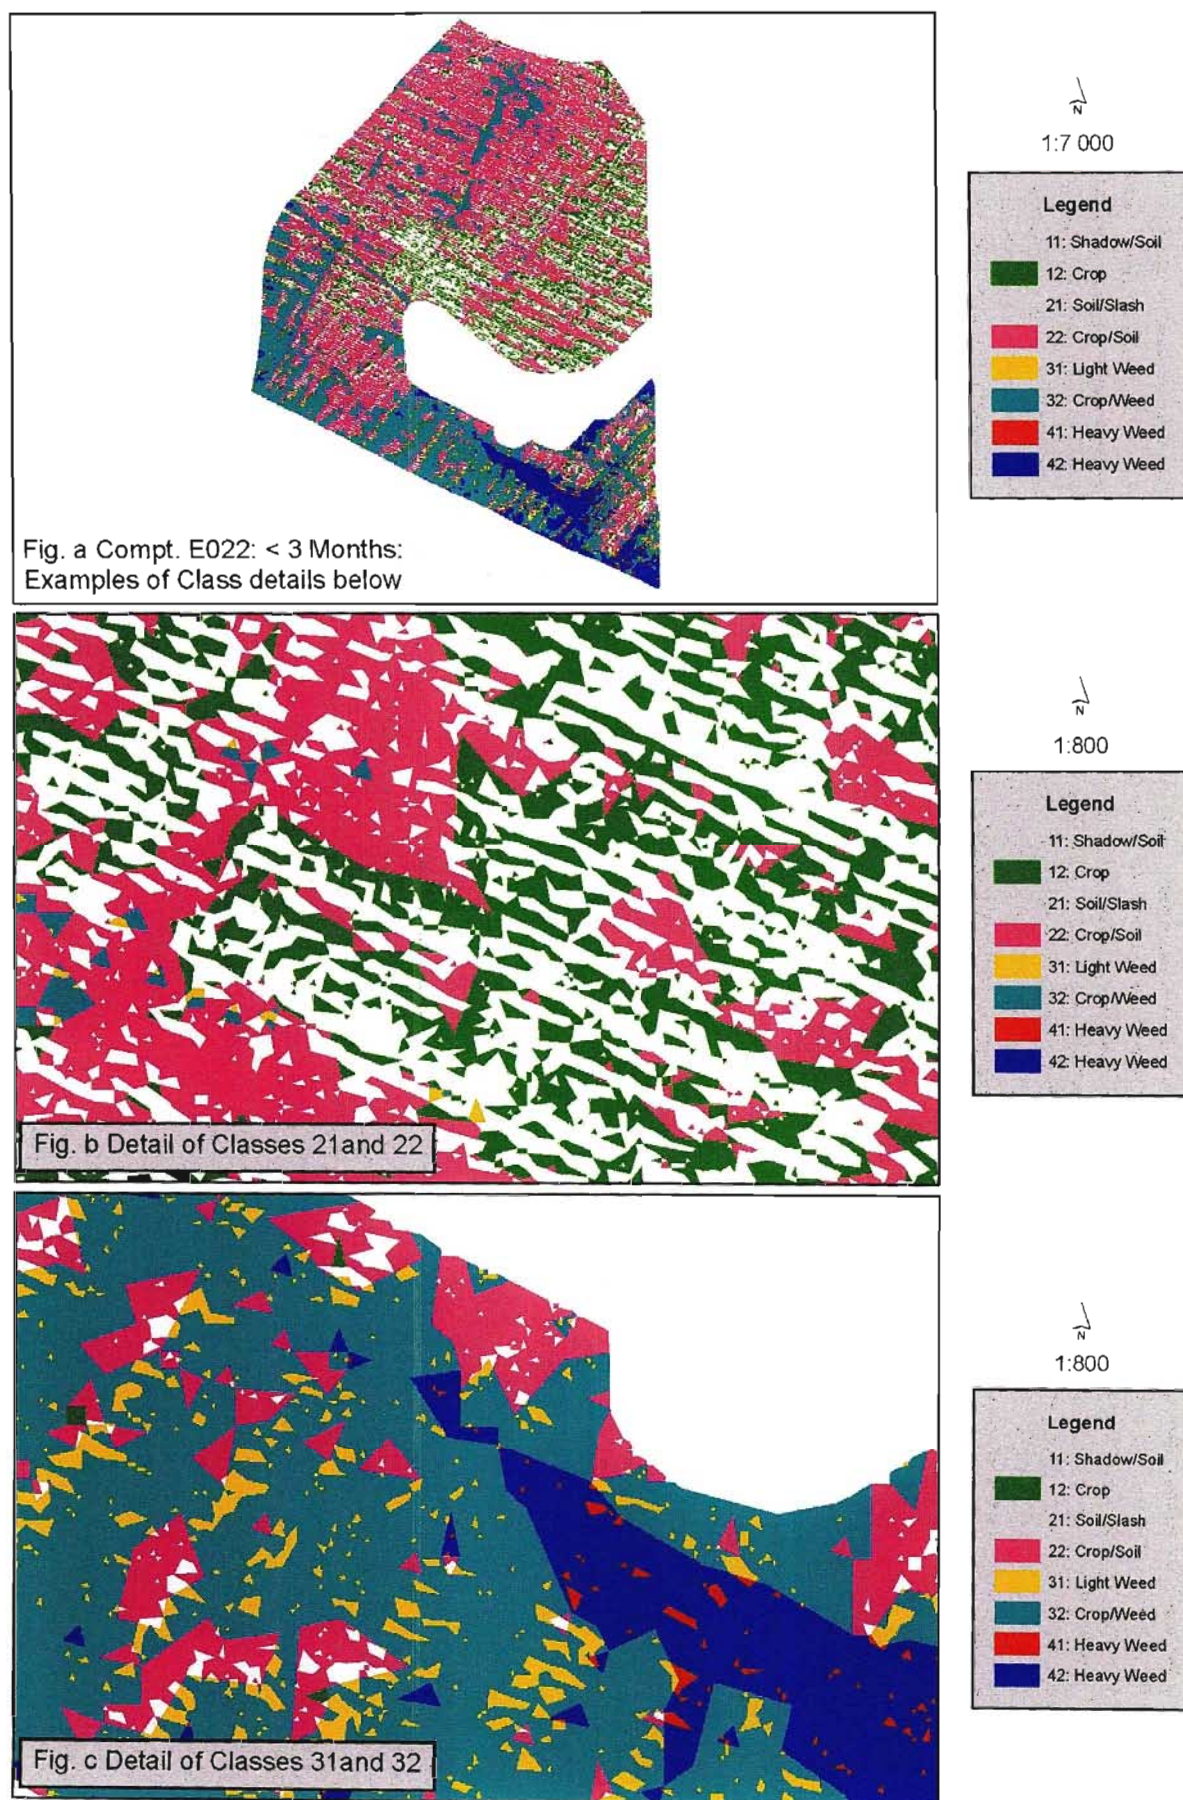 N
1:7 000
Legend
11: Shadow/Soil
12: Crop
21: Soil/Slash
22: Crop/Soil
31: Light Weed
32: Crop/Weed
41: Heavy Weed
42: Heavy Weed
Fig. a Compt. E022: < 3 Months:
Examples of Class details below
N
1:800
Legend
11: Shadow/Soil
12: Crop
21: Soil/Slash
22: Crop/Soil
31: Light Weed
32: Crop/Weed
41: Heavy Weed
42: Heavy Weed
Fig. b Detail of Classes 21and 22
N
1:800
Legend
11: Shadow/Soil
12: Crop
21: Soil/Slash
22: Crop/Soil
31: Light Weed
32: Crop/Weed
41: Heavy Weed
42: Heavy Weed
Fig. c Detail of Classes 31and 32